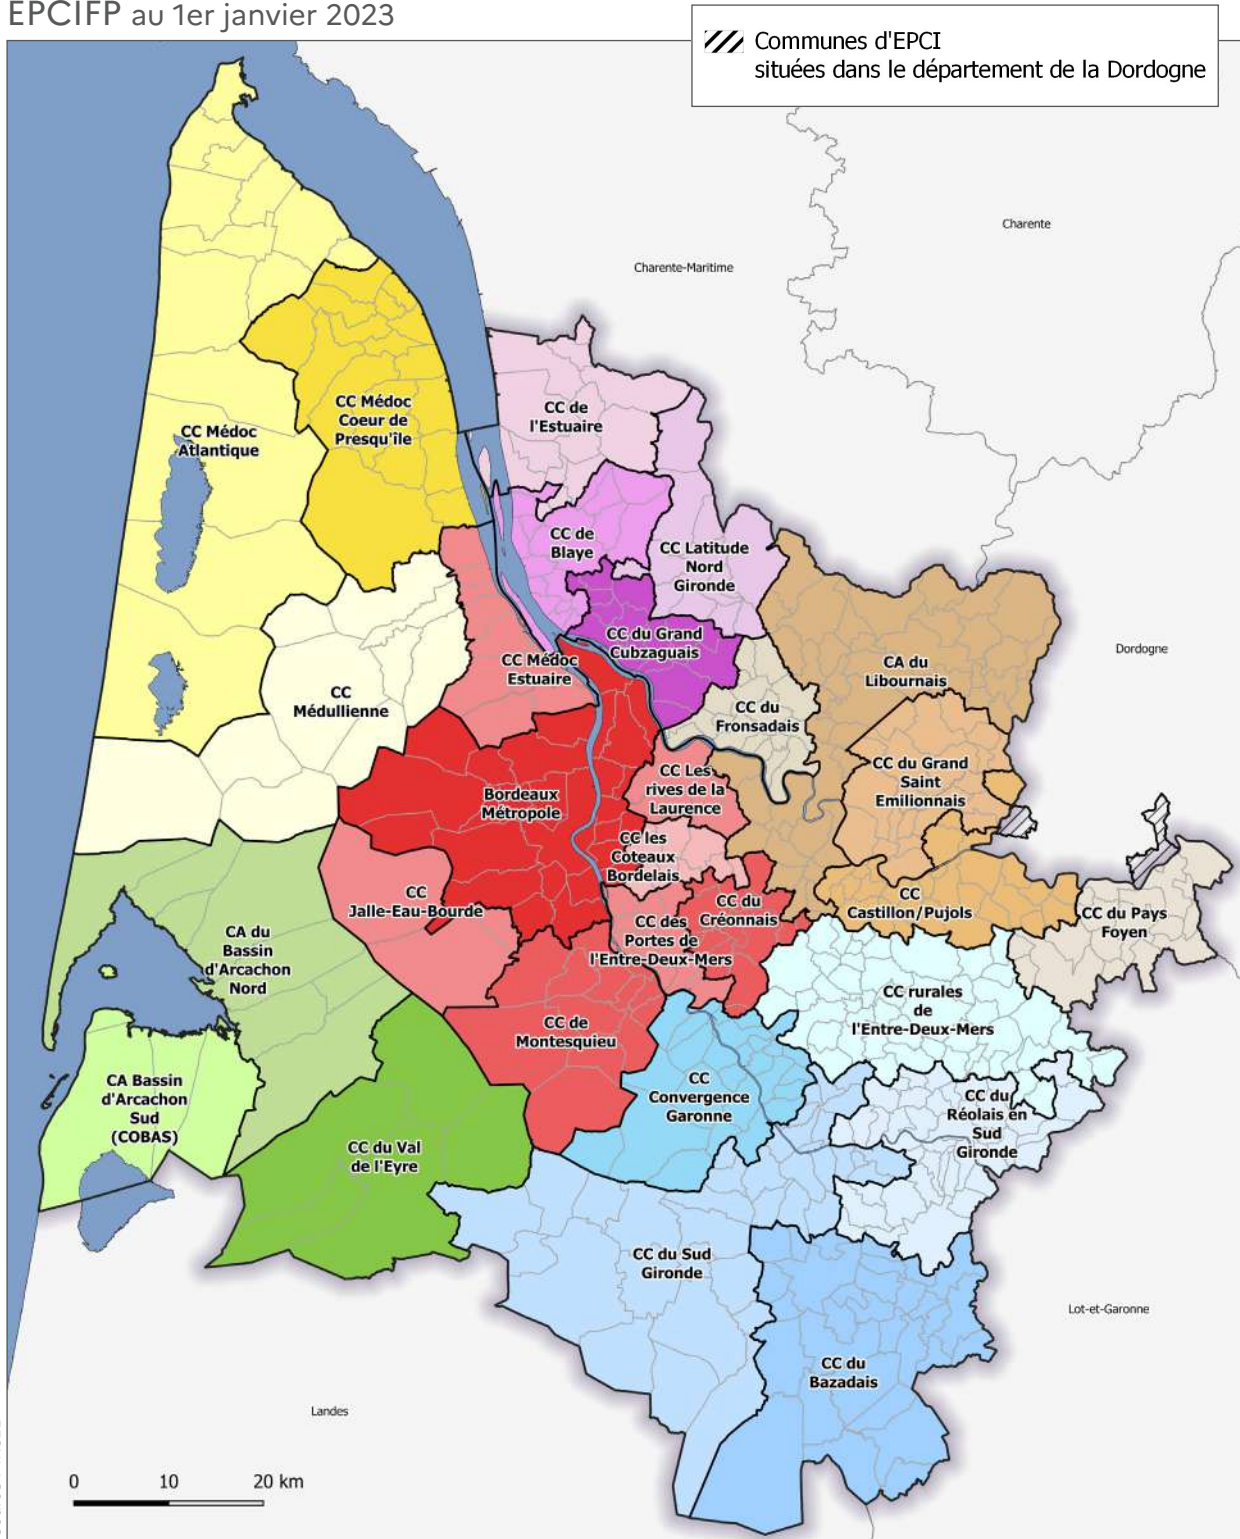 EPCIFP au 1er janvier 2023
Communes d'EPCI
situées dans le département de la Dordogne
Charente
Charente-Maritime
CC Médoc
Coeur de
Presqu'île
CC de
l'Estuaire
CC Médoc
Atlantique
CC de
Blaye
CC Latitude
Nord
Gironde
CC du Grand
Cubzaguais
Dordogne
CC Médoc
Estuaire
CA du
Libournais
CC
Médullienne
CC du
Fronsadais
CC du Grand
Saint
Emilionnais
CC Les
rives de la
Laurence
Bordeaux
Métropole
CC les
Coteaux
Bordelais
CC
Jalle-Eau-Bourde
CC du
Créonnais
CC
Castillon/Pujols
CC du Pays
Foyen
CC des
Portes de
l'Entre-Deux-Mers
CA du
Bassin
d'Arcachon
Nord
CC rurales
de
l'Entre-Deux-Mers
CC de
Montesquieu
CA Bassin
d'Arcachon
Sud
(COBAS)
CC
Convergence
Garonne
CC du
Réolais en
Sud
Gironde
CC du Val
de l'Eyre
CC du Sud
Gironde
Lot-et-Garonne
CC du
Bazadais
Landes
0 10 20 km